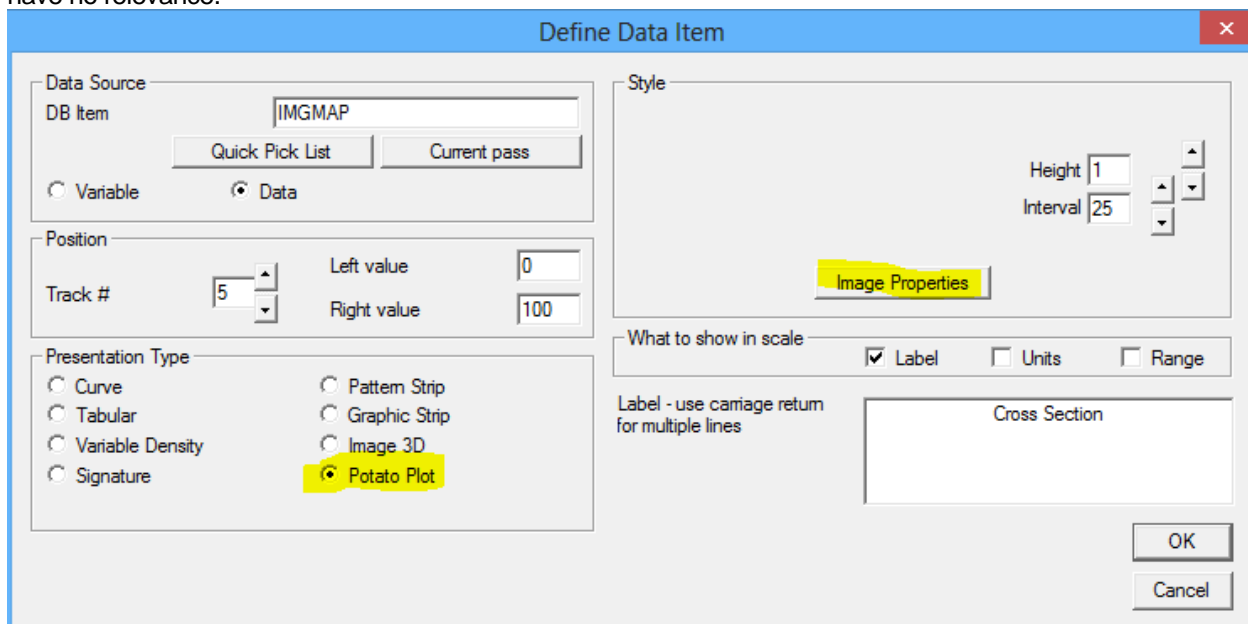 have no relevance.
Define Data Item
Data Source
DB Item IMGMAP
Quick Pick List Current pass
Variable Data
Position
Track # 5
Left value 0
Right value 100
Presentation Type
Curve Pattern Strip
Tabular Graphic Strip
Variable Density Image 3D
Signature Potato Plot
Style
Height 1
Interval 25
Image Properties
What to show in scale
Label Units Range
Label - use carriage return
for multiple lines
Cross Section
OK
Cancel